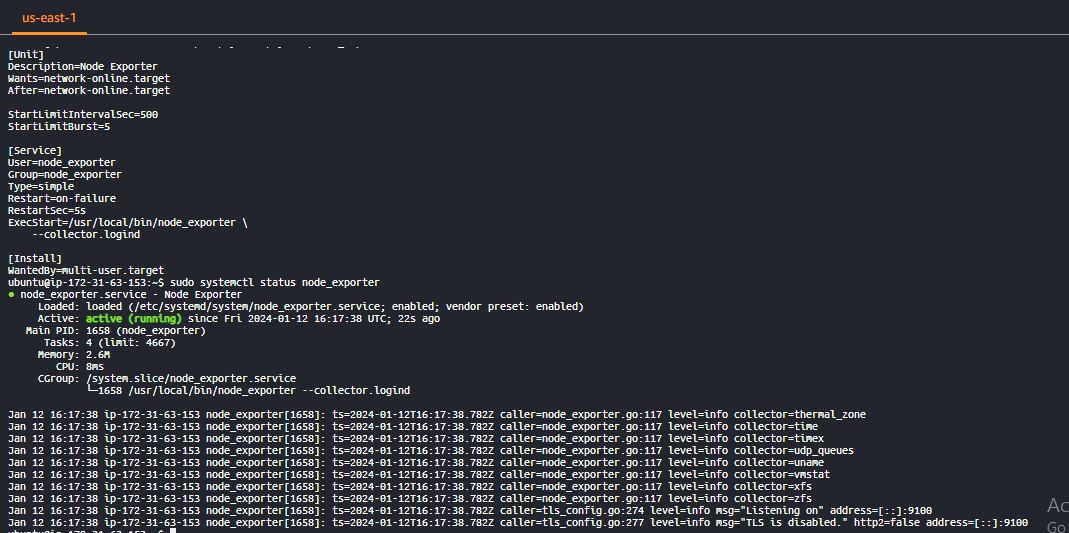 us-east-1
[Unit]
Description=Node Exporter
Wants=network-online.target
After=network-online.target
StartLimitIntervalSec=500
StartLimitBurst=5
[Service]
User=node_exporter
Group=node_exporter
Type=simple
Restart=on-failure
RestartSec=5s
ExecStart=/usr/local/bin/node_exporter \
--collector.logind
[Install]
WantedBy=multi-user.target
ubuntu@ip-172-31-63-153:~$ sudo systemctl status node_exporter
● node_exporter.service - Node Exporter
Loaded: loaded (/etc/systemd/system/node_exporter.service; enabled; vendor preset: enabled)
Active: active (running) since Fri 2024-01-12 16:17:38 UTC; 22s ago
Main PID: 1658 (node_exporter)
Tasks: 4 (limit: 4667)
Memory: 2.6M
CPU: 8ms
CGroup: /system.slice/node_exporter.service
└─1658 /usr/local/bin/node_exporter --collector.logind
Jan 12 16:17:38 ip-172-31-63-153 node_exporter[1658]: ts=2024-01-12T16:17:38.782Z caller=node_exporter.go:117 level=info collector=thermal_zone
Jan 12 16:17:38 ip-172-31-63-153 node_exporter[1658]: ts=2024-01-12T16:17:38.782Z caller=node_exporter.go:117 level=info collector=time
Jan 12 16:17:38 ip-172-31-63-153 node_exporter[1658]: ts=2024-01-12T16:17:38.782Z caller=node_exporter.go:117 level=info collector=timex
Jan 12 16:17:38 ip-172-31-63-153 node_exporter[1658]: ts=2024-01-12T16:17:38.782Z caller=node_exporter.go:117 level=info collector=udp_queues
Jan 12 16:17:38 ip-172-31-63-153 node_exporter[1658]: ts=2024-01-12T16:17:38.782Z caller=node_exporter.go:117 level=info collector=uname
Jan 12 16:17:38 ip-172-31-63-153 node_exporter[1658]: ts=2024-01-12T16:17:38.782Z caller=node_exporter.go:117 level=info collector=vmstat
Jan 12 16:17:38 ip-172-31-63-153 node_exporter[1658]: ts=2024-01-12T16:17:38.782Z caller=node_exporter.go:117 level=info collector=xfs
Jan 12 16:17:38 ip-172-31-63-153 node_exporter[1658]: ts=2024-01-12T16:17:38.782Z caller=node_exporter.go:117 level=info collector=zfs
Jan 12 16:17:38 ip-172-31-63-153 node_exporter[1658]: ts=2024-01-12T16:17:38.782Z caller=tls_config.go:274 level=info msg="Listening on" address=[::]:9100
Jan 12 16:17:38 ip-172-31-63-153 node_exporter[1658]: ts=2024-01-12T16:17:38.782Z caller=tls_config.go:277 level=info msg="TLS is disabled." http2=false address=[::]:9100
ubuntu@ip-172-31-63-153:~$
Ac
Go